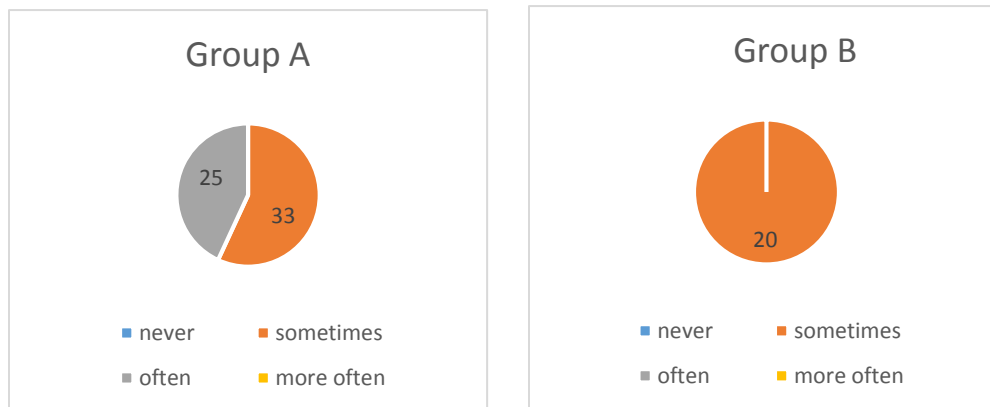 Group A
25
33
never
sometimes
often
more often
Group B
20
never
sometimes
often
more often